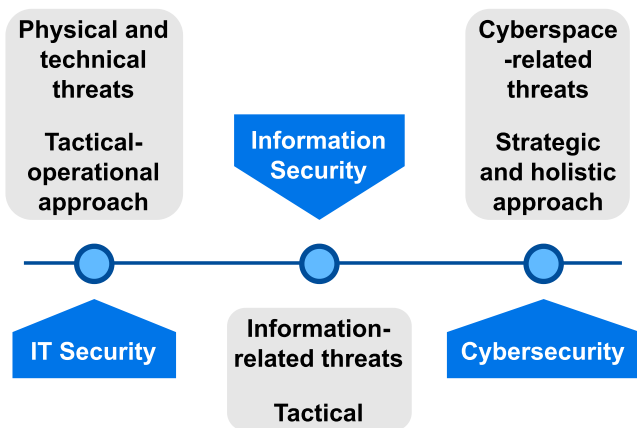 Physical and
technical
threats
Tactical-
operational
approach
Information
Security
Cyberspace
-related
threats
Strategic
and holistic
approach
IT Security
Information-
related threats
Tactical
Cybersecurity